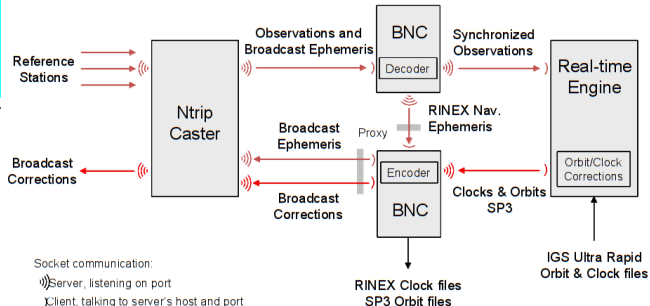 Observations and
Broadcast Ephemeris
BNC
Decoder
Synchronized
Observations
Reference
Stations
Ntrip
Caster
Real-time
Engine
RINEX Nav.
Ephemeris
Broadcast
Ephemeris
Proxy
Broadcast
Corrections
Encoder
BNC
Orbit/Clock
Corrections
Clocks & Orbits
SP3
Broadcast
Corrections
IGS Ultra Rapid
Orbit & Clock files
RINEX Clock files
SP3 Orbit files
Socket communication:
Server, listening on port
Client, talking to server's host and port